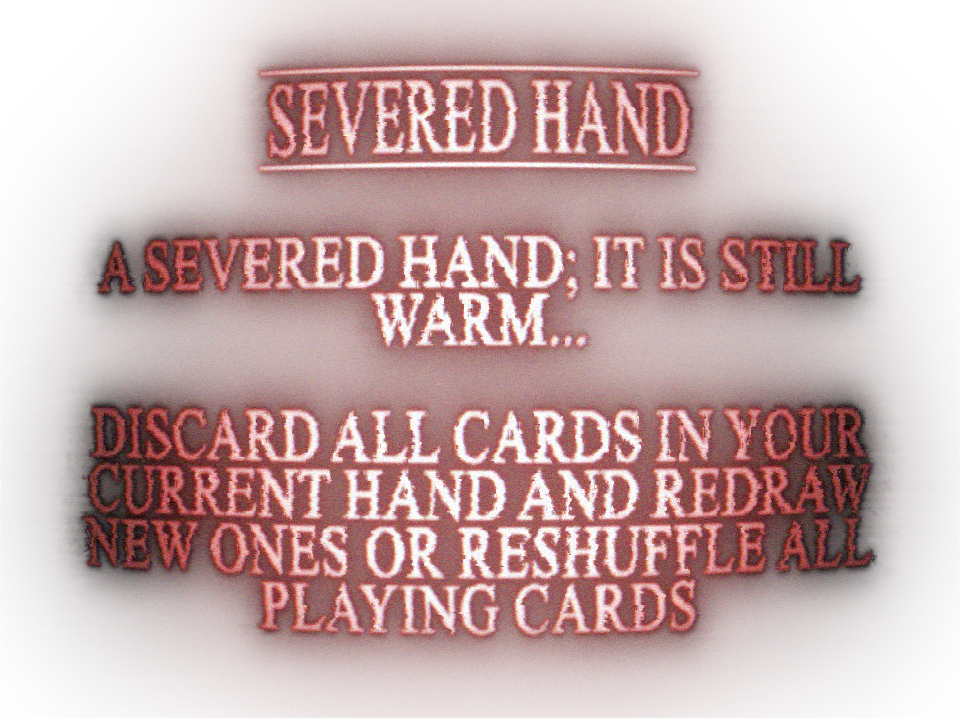 SEVERED HAND
A SEVERED HAND; IT IS STILL
WARM...
DISCARD ALL CARDS IN YOUR
CURRENT HAND AND REDRAW
NEW ONES OR RESHUFFLE ALL
PLAYING CARDS